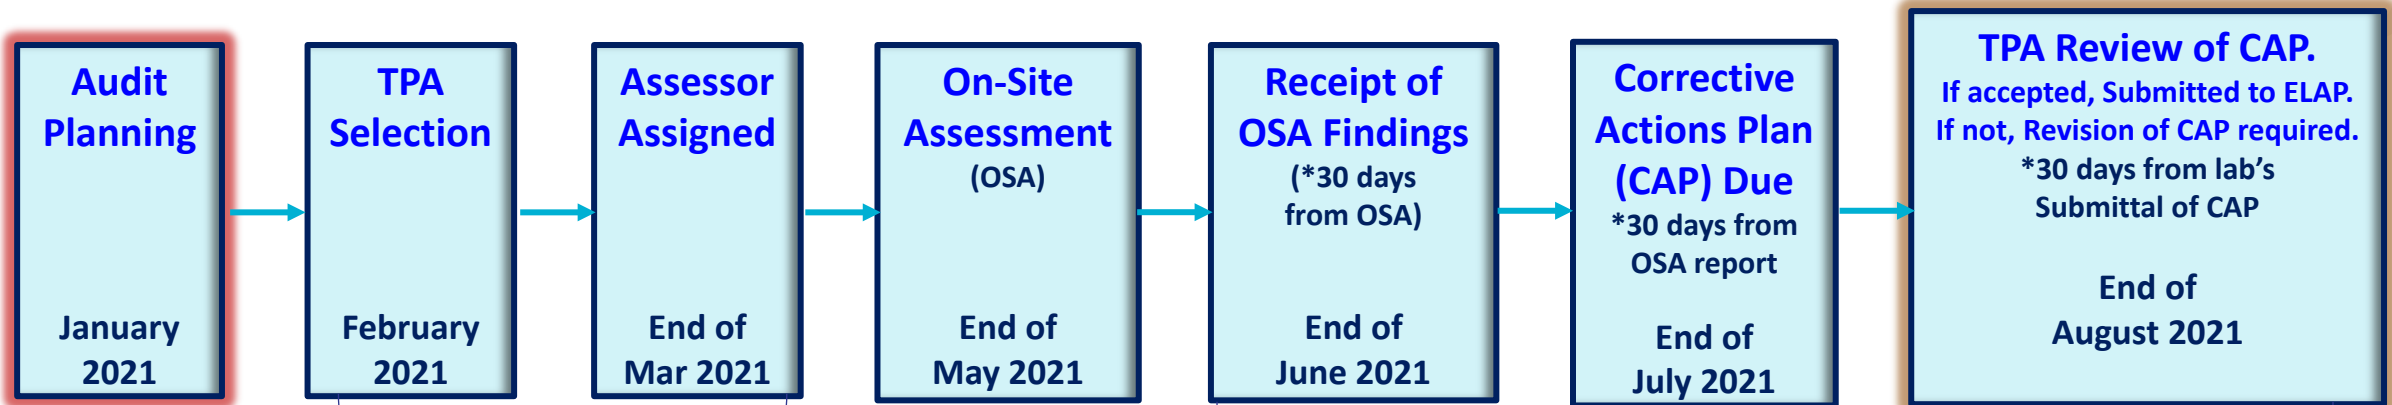 Audit
Planning
January
2021
TPA
Selection
February
2021
Assessor
Assigned
End of
Mar 2021
On-Site
Assessment
(OSA)
End of
May 2021
Receipt of
OSA Findings
(*30 days
from OSA)
End of
June 2021
Corrective
Actions Plan
(CAP) Due
*30 days from
OSA report
End of
July 2021
TPA Review of CAP.
If accepted, Submitted to ELAP.
If not, Revision of CAP required.
*30 days from lab’s
Submittal of CAP
End of
August 2021